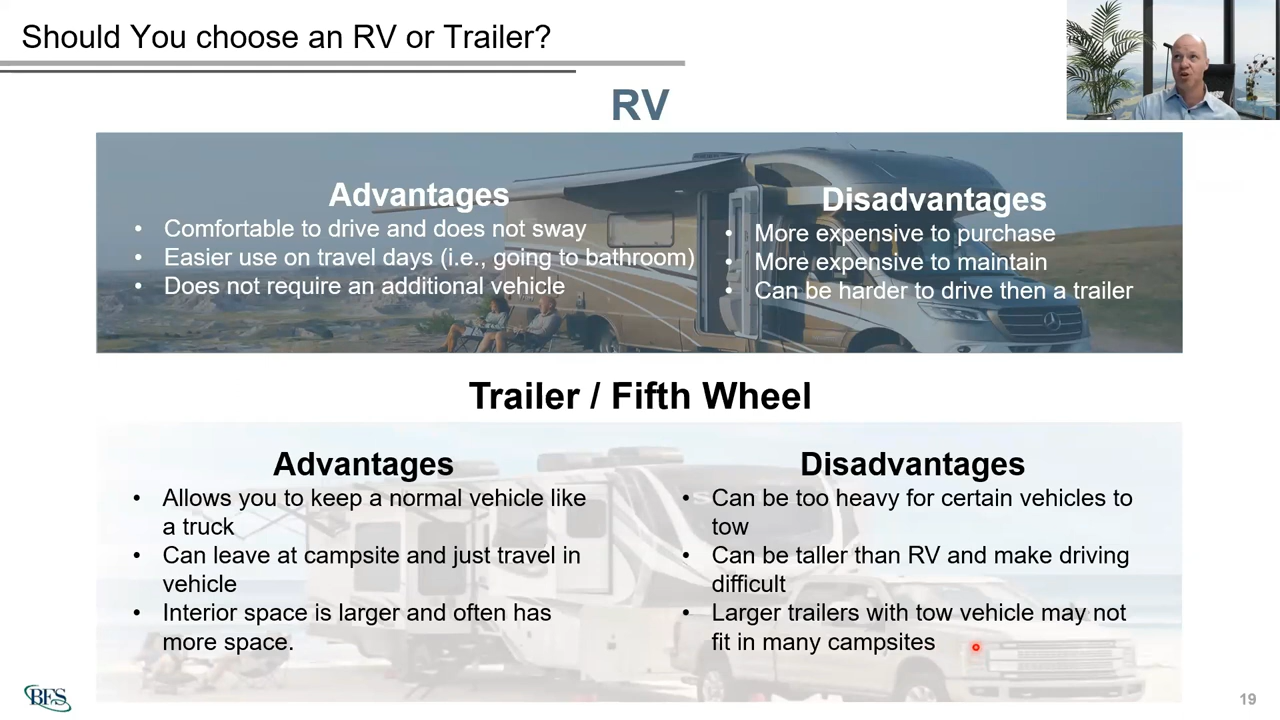 Should You choose an RV or Trailer?
RV
Advantages
• Comfortable to drive and does not sway
• Easier use on travel days (i.e., going to bathroom)
• Does not require an additional vehicle
Disadvantages
• More expensive to purchase
• More expensive to maintain
• Can be harder to drive then a trailer
Trailer / Fifth Wheel
Advantages
• Allows you to keep a normal vehicle like
a truck
• Can leave at campsite and just travel in
vehicle
• Interior space is larger and often has
more space.
Disadvantages
• Can be too heavy for certain vehicles to
tow
• Can be taller than RV and make driving
difficult
• Larger trailers with tow vehicle may not
fit in many campsites
BFS
19